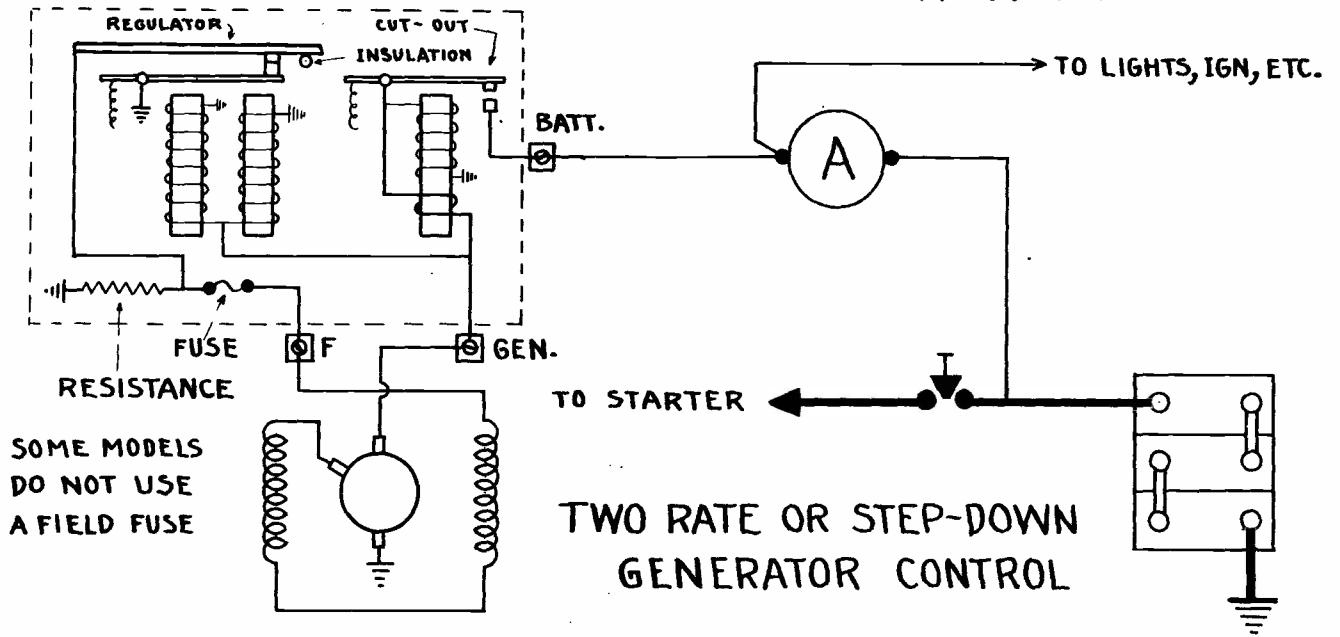 REGULATOR
CUT-OUT
INSULATION
TO LIGHTS, IGN, ETC.
BATT.
A
FUSE
F
GEN.
RESISTANCE
TO STARTER
SOME MODELS
DO NOT USE
A FIELD FUSE
TWO RATE OR STEP-DOWN
GENERATOR CONTROL